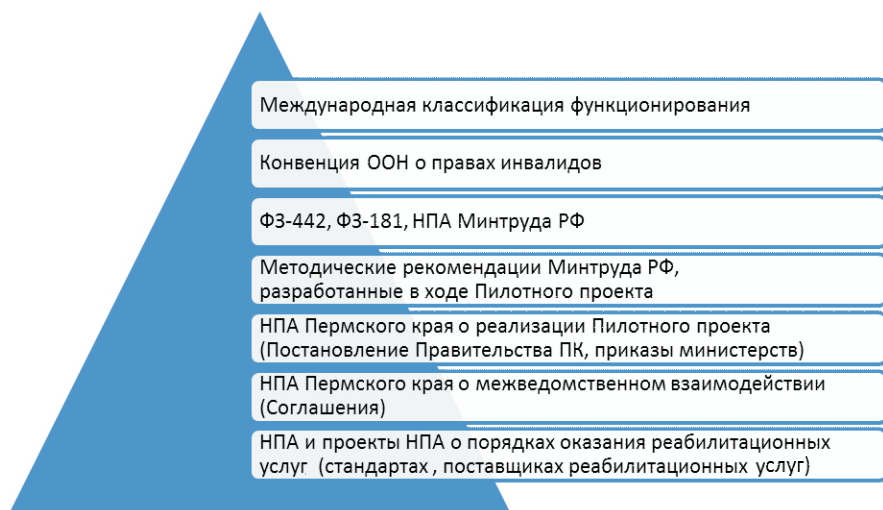 Международная классификация функционирования
Конвенция ООН о правах инвалидов
ФЗ-442, ФЗ-181, НПА Минтруда РФ
Методические рекомендации Минтруда РФ,
разработанные в ходе Пилотного проекта
НПА Пермского края о реализации Пилотного проекта
(Постановление Правительства ПК, приказы министерств)
НПА Пермского края о межведомственном взаимодействии
(Соглашения)
НПА и проекты НПА о порядках оказания реабилитационных
услуг (стандартах , поставщиках реабилитационных услуг)